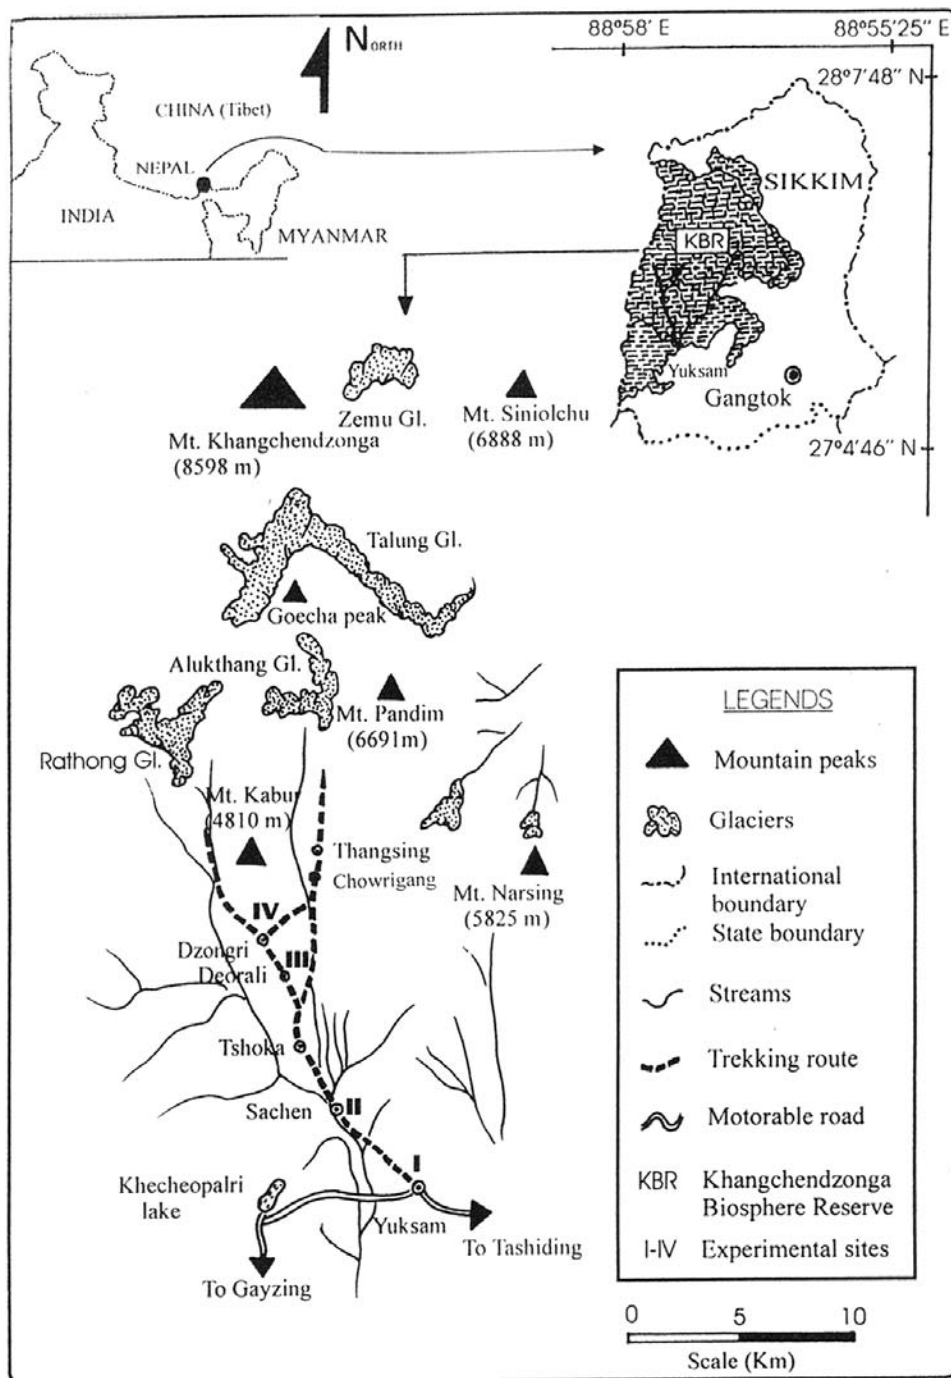 NORTH
88°58' E
88°55'25" E
28°7'48" N
CHINA (Tibet)
NEPAL
INDIA
MYANMAR
SIKKIM
KBR
Yuksam
Gangtok
27°4'46" N
Zemu Gl.
Mt. Khangchendzonga
(8598 m)
Mt. Siniolchu
(6888 m)
Talung Gl.
Goecha peak
Alukthang Gl.
Mt. Pandim
(6691m)
Rathong Gl.
Mt. Kabur
(4810 m)
Thangsing
Chowrigang
Mt. Narsing
(5825 m)
IV
Dzongri
Deorali
III
Tshoka
Sachen
II
I
Khecheopalri
lake
Yuksam
To Tashiding
To Gayzing
LEGENDS
Mountain peaks
Glaciers
International
boundary
State boundary
Streams
Trekking route
Motorable road
KBR Khangchendzonga
Biosphere Reserve
I-IV Experimental sites
0 5 10
Scale (Km)